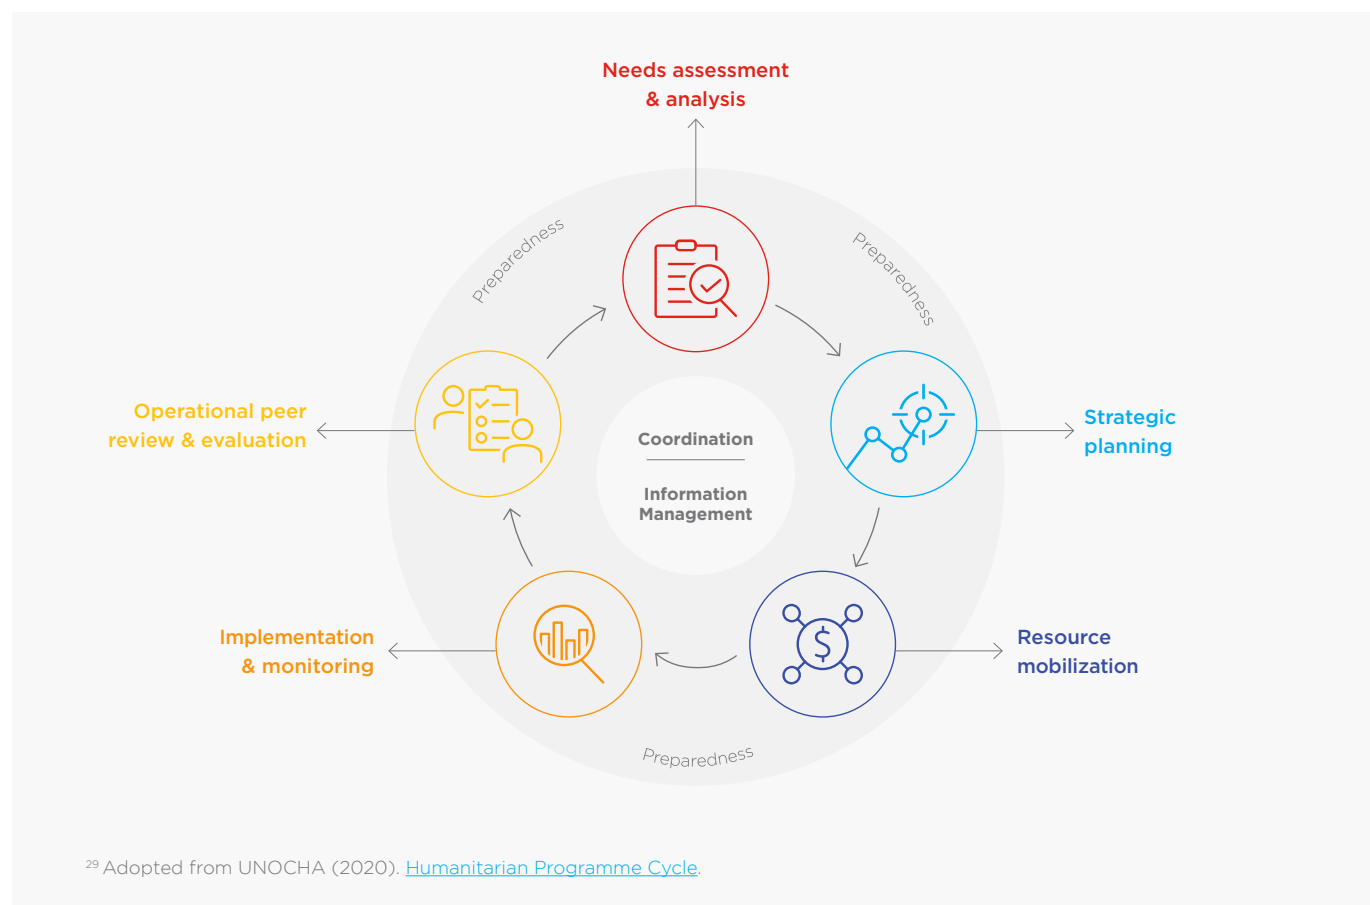 Needs assessment
& analysis
Preparedness
Preparedness
Operational peer
review & evaluation
Strategic
planning
Coordination
Information
Management
Implementation
& monitoring
$
Resource
mobilization
Preparedness
29 Adopted from UNOCHA (2020). Humanitarian Programme Cycle.